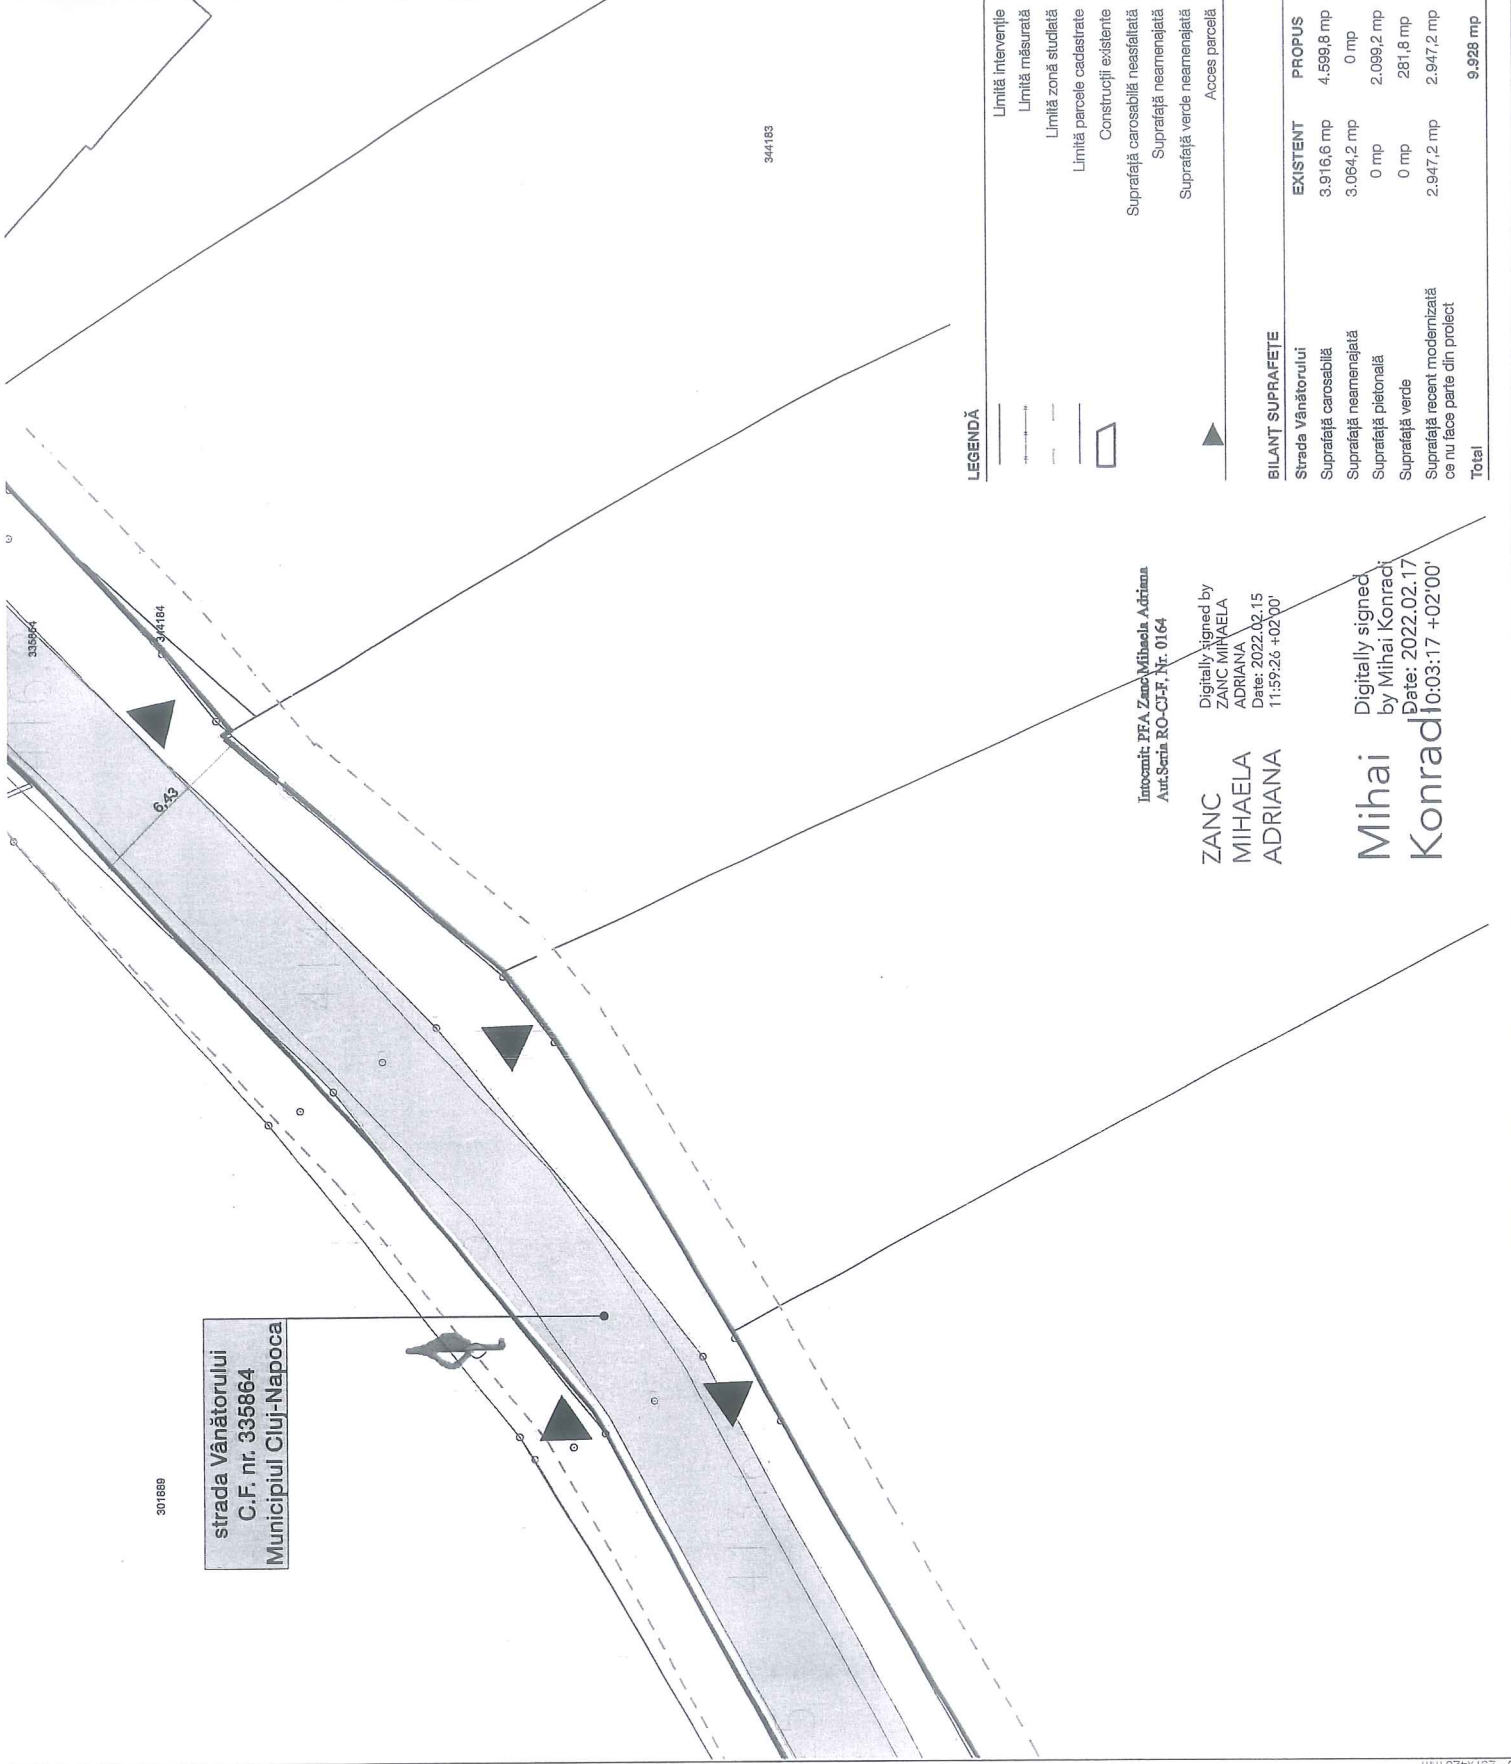 strada Vânătorului
C.F. nr. 335864
Municipiul Cluj-Napoca
301889
335864
344184
344183
6,43
LEGENDĂ
Limită intervenție
Limită măsurată
Limită zonă studiată
Limită parcele cadastrale
Construcții existente
Suprafață carosabilă neasfaltată
Suprafață neamenajată
Suprafață verde neamenajată
Acces parcelă
BILANȚ SUPRAFEȚE
Strada Vânătorului EXISTENT PROPUS
Suprafață carosabilă 3.916,6 mp 4.599,8 mp
Suprafață neamenajată 3.064,2 mp 0 mp
Suprafață pietonală 0 mp 2.099,2 mp
Suprafață verde 0 mp 281,8 mp
Suprafață recent modernizată 2.947,2 mp 2.947,2 mp
ce nu face parte din proiect
Total 9.928 mp
Intocmit: PFA Zanc Mihaela Adriana
Aut.Seria RO-CJ-F, Nr. 0164
ZANC
MIHAELA
ADRIANA
Digitally signed by
ZANC MIHAELA
ADRIANA
Date: 2022.02.15
11:59:26 +02'00'
Mihai
Konradi
Digitally signed
by Mihai Konradi
Date: 2022.02.17
10:03:17 +02'00'